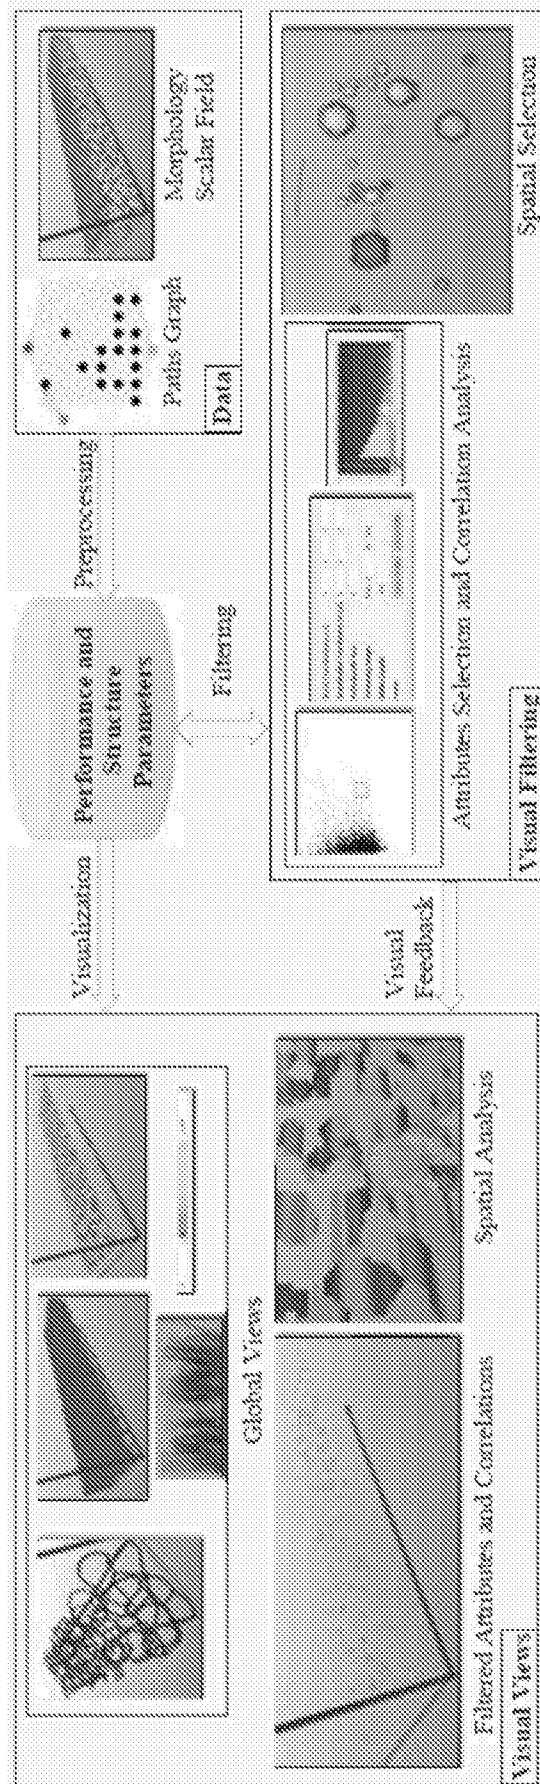 Visualization
Performance and
Structure
Parameters
Preprocessing
Paths Graph
Morphology
Scalar Field
Data
Global Views
Filtered Attributes and Correlations
Spatial Analysis
Visual Views
Visual
Feedback
Filtering
Attributes Selection and Correlation Analysis
Spatial Selection
Visual Filtering